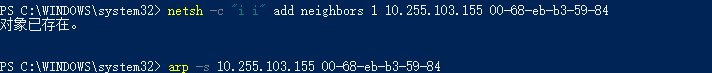 PS C:\WINDOWS\system32> netsh -c "i i" add neighbors 1 10.255.103.155 00-68-eb-b3-59-84
对象已存在。
PS C:\WINDOWS\system32> arp -s 10.255.103.155 00-68-eb-b3-59-84